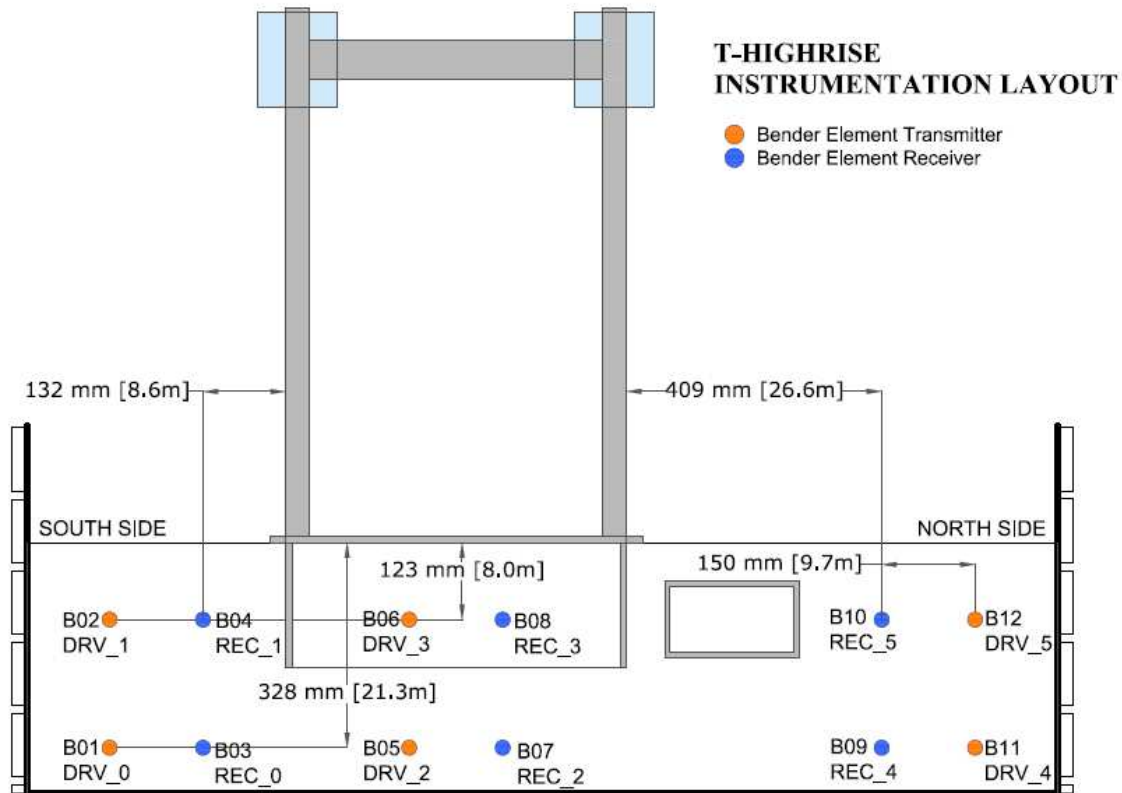 T-HIGHRISE
INSTRUMENTATION LAYOUT
Bender Element Transmitter
Bender Element Receiver
132 mm [8.6m]
409 mm [26.6m]
SOUTH SIDE
NORTH SIDE
123 mm [8.0m]
150 mm [9.7m]
B02
DRV_1
B04
REC_1
B06
DRV_3
B08
REC_3
B10
REC_5
B12
DRV_5
328 mm [21.3m]
B01
DRV_0
B03
REC_0
B05
DRV_2
B07
REC_2
B09
REC_4
B11
DRV_4